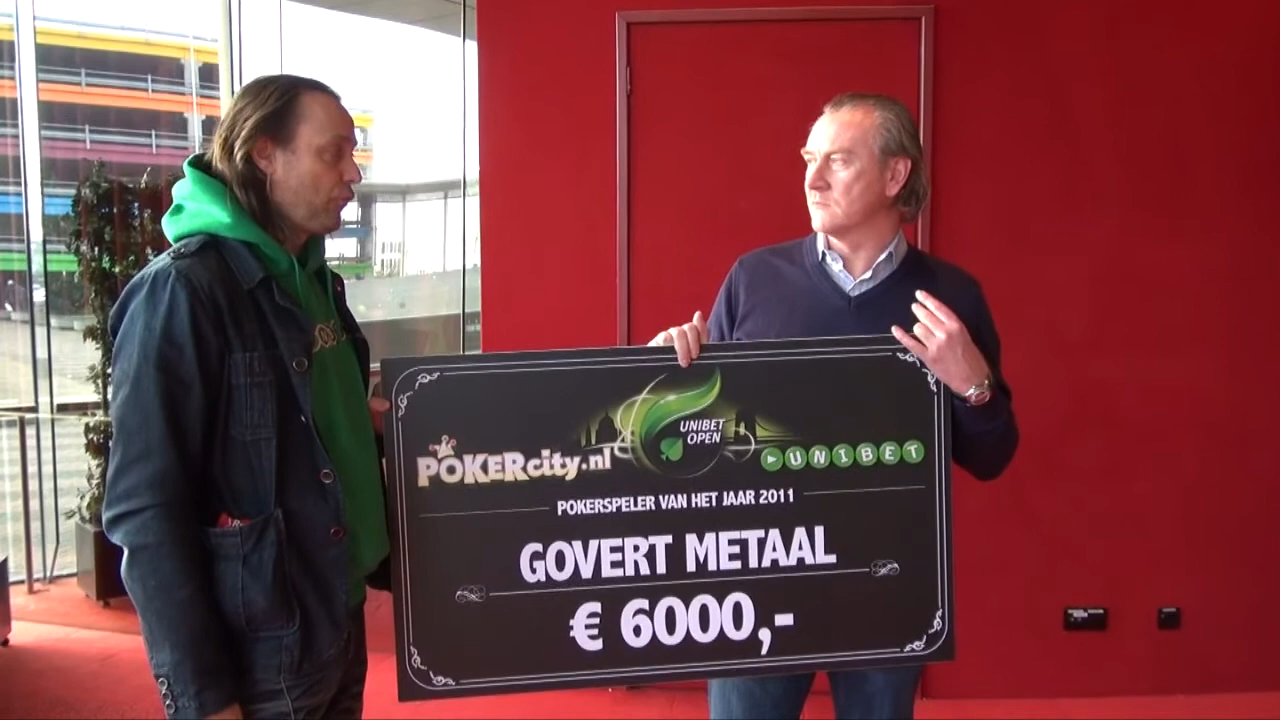 UNIBET
OPEN
POKERcity.nl
UNIBET
POKERSPELER VAN HET JAAR 2011
GOVERT METAAL
€ 6000,-